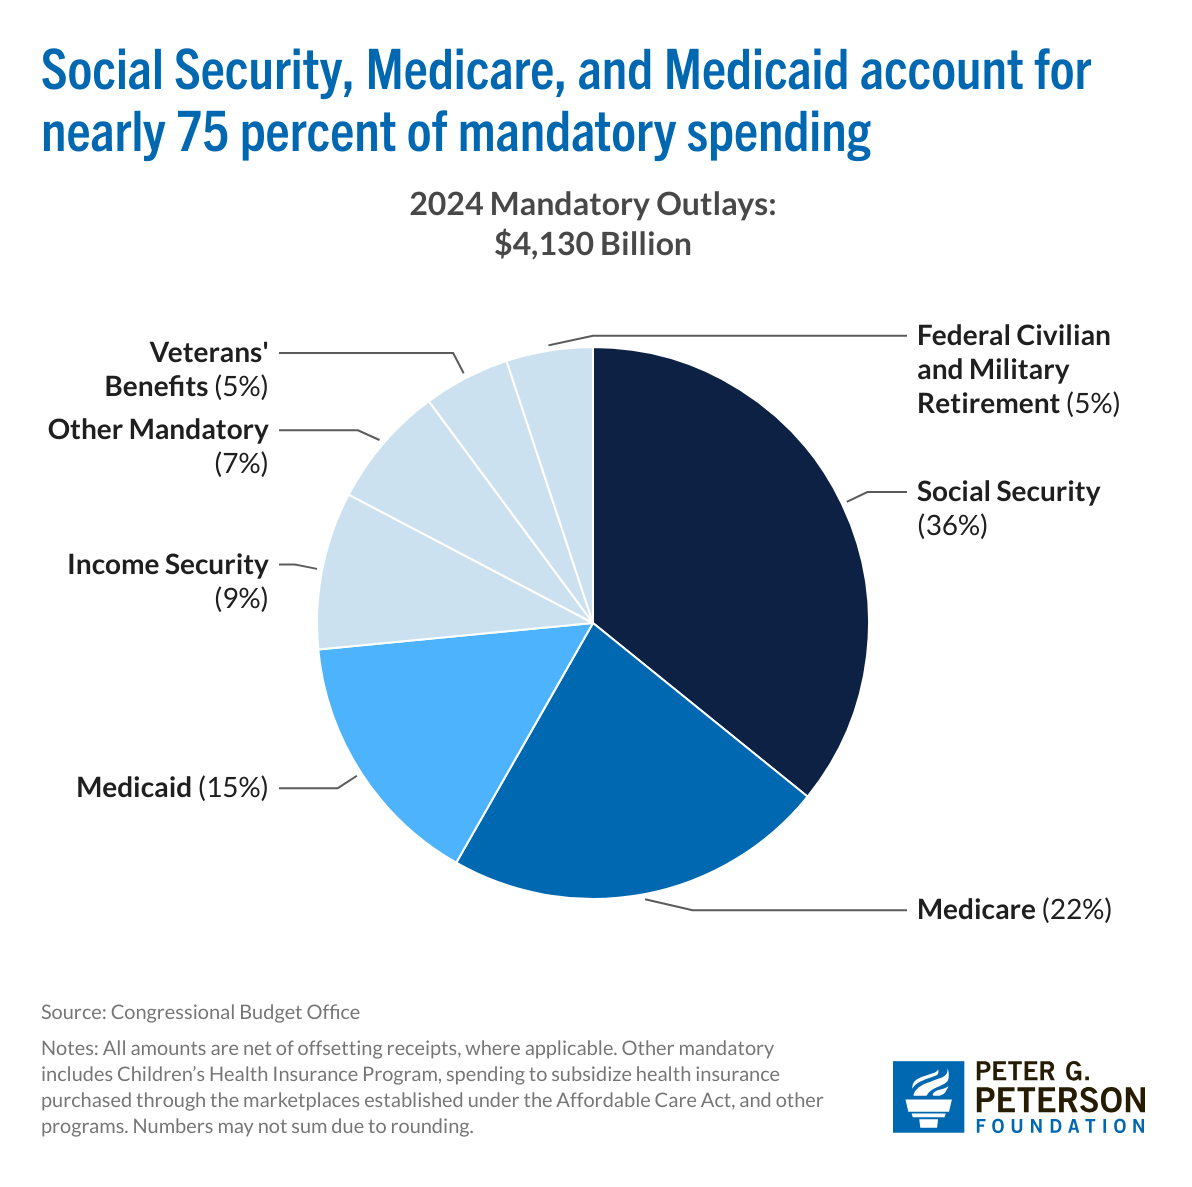 Social Security, Medicare, and Medicaid account for
nearly 75 percent of mandatory spending
2024 Mandatory Outlays:
$4,130 Billion
Federal Civilian
and Military
Retirement (5%)
Social Security
(36%)
Medicare (22%)
Medicaid (15%)
Income Security
(9%)
Other Mandatory
(7%)
Veterans'
Benefits (5%)
Source: Congressional Budget Office
Notes: All amounts are net of offsetting receipts, where applicable. Other mandatory
includes Children’s Health Insurance Program, spending to subsidize health insurance
purchased through the marketplaces established under the Affordable Care Act, and other
programs. Numbers may not sum due to rounding.
PETER G.
PETERSON
FOUNDATION